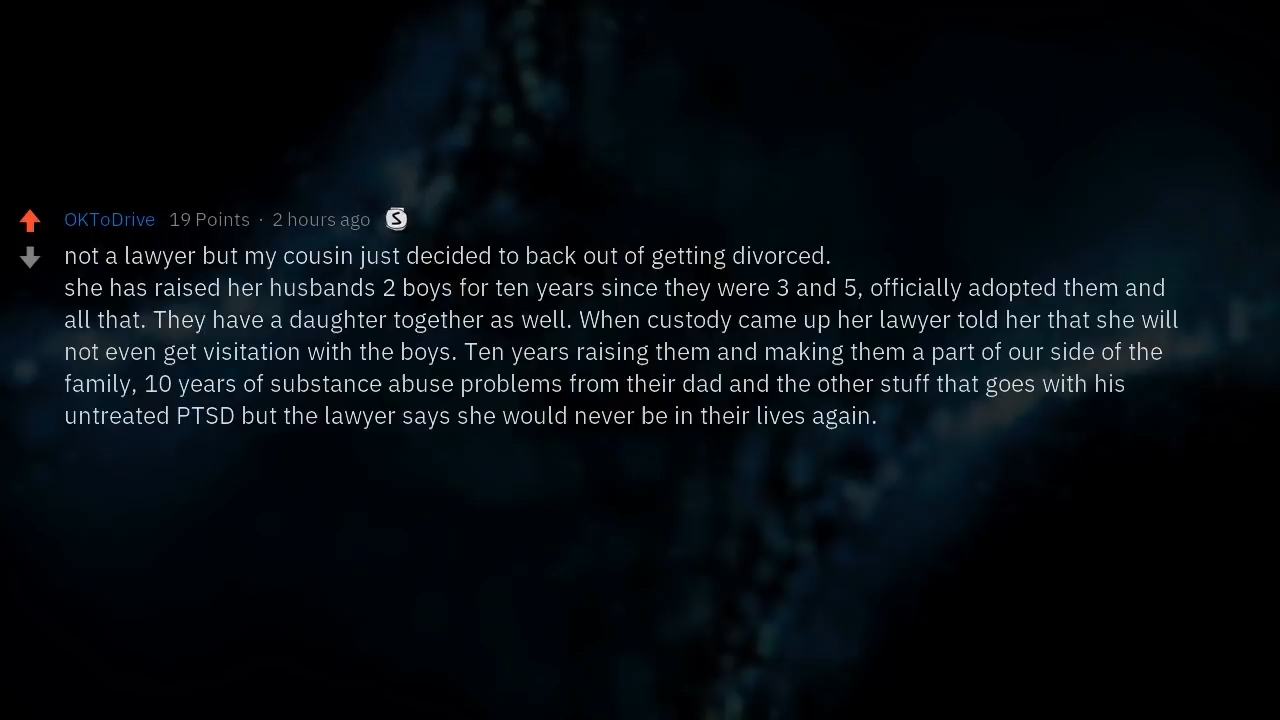 OKToDrive 19 Points · 2 hours ago S
not a lawyer but my cousin just decided to back out of getting divorced.
she has raised her husbands 2 boys for ten years since they were 3 and 5, officially adopted them and
all that. They have a daughter together as well. When custody came up her lawyer told her that she will
not even get visitation with the boys. Ten years raising them and making them a part of our side of the
family, 10 years of substance abuse problems from their dad and the other stuff that goes with his
untreated PTSD but the lawyer says she would never be in their lives again.